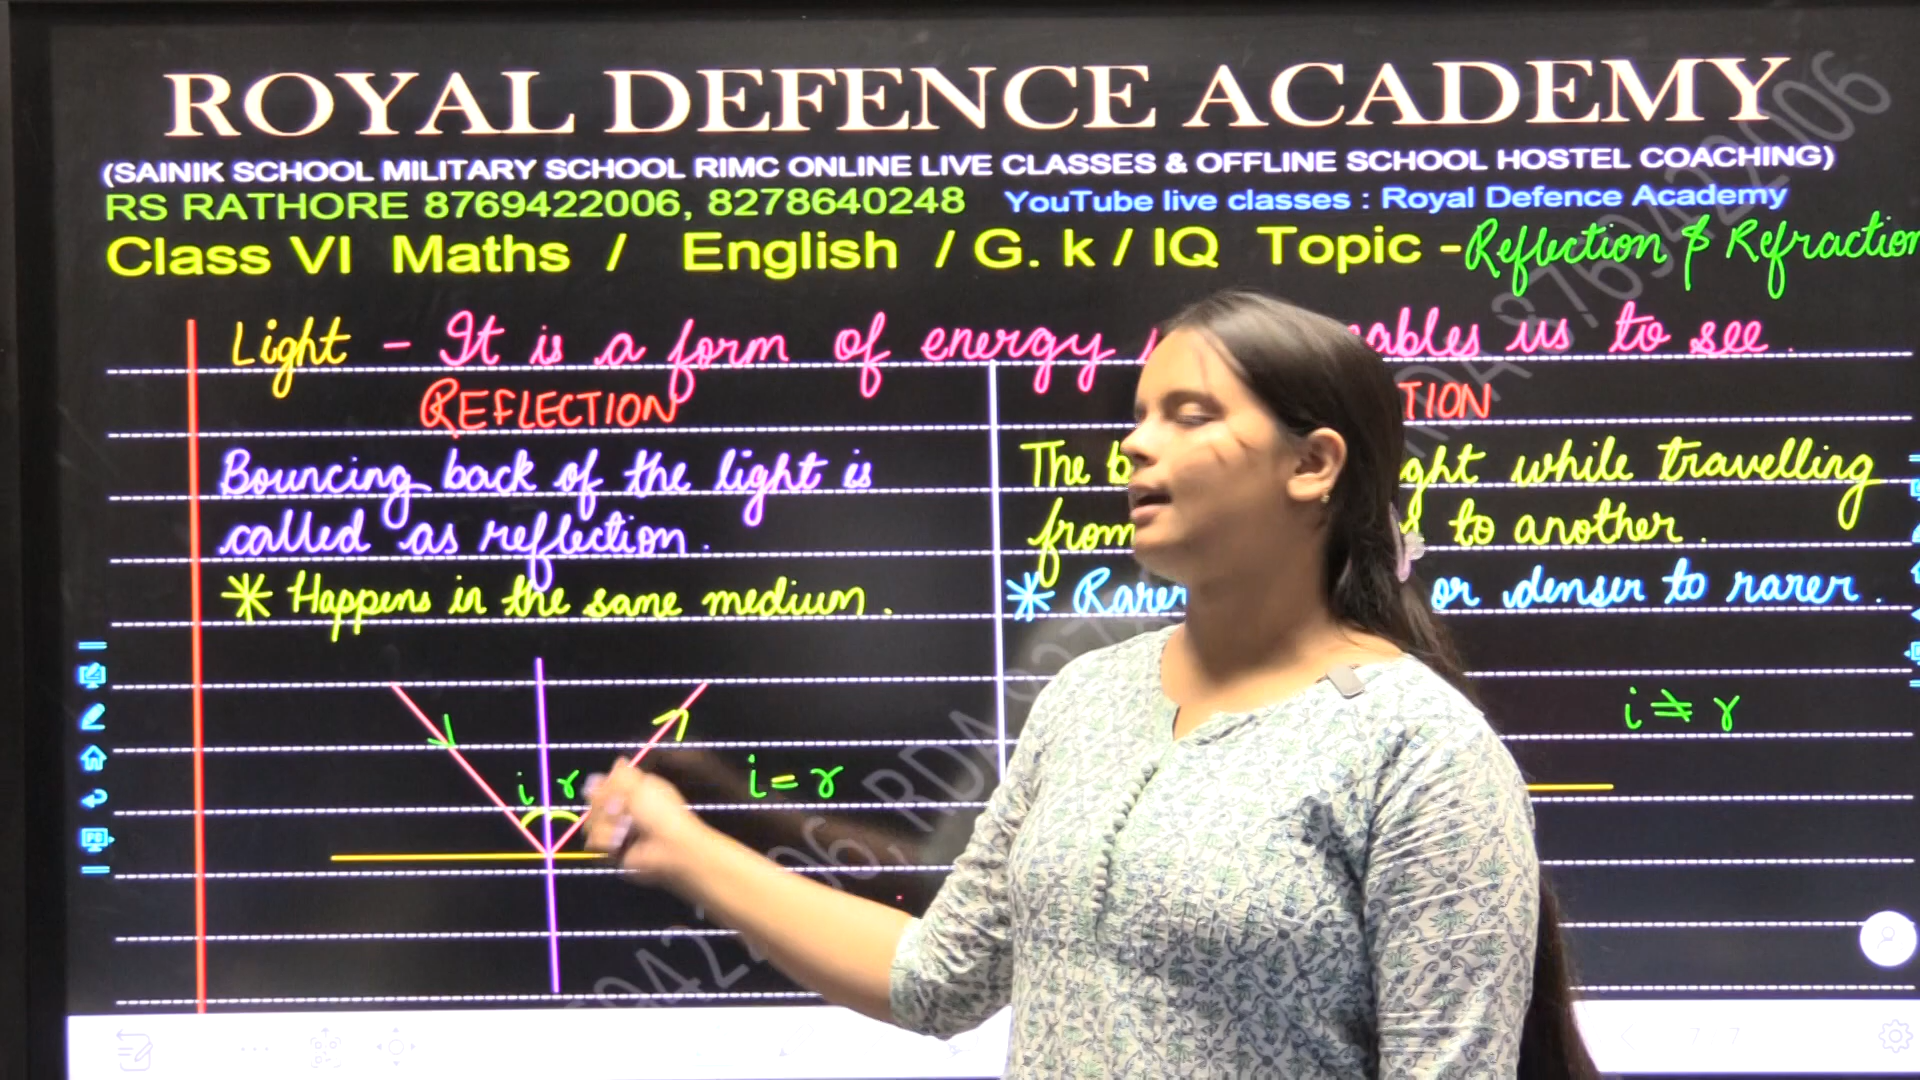 ROYAL DEFENCE ACADEMY
(SAINIK SCHOOL MILITARY SCHOOL RIMC ONLINE LIVE CLASSES & OFFLINE SCHOOL HOSTEL COACHING)
RS RATHORE 8769422006, 8278640248 YouTube live classes : Royal Defence Academy
Class VI Maths / English / G. k / IQ Topic - Reflection & Refraction
Light - It is a form of energy us to see.
REFLECTION
Bouncing back of the light is
called as reflection.
* Happens in the same medium.
i r
i = r
The while travelling
from to another.
* Rarer or denser to rarer.
i ≠ r